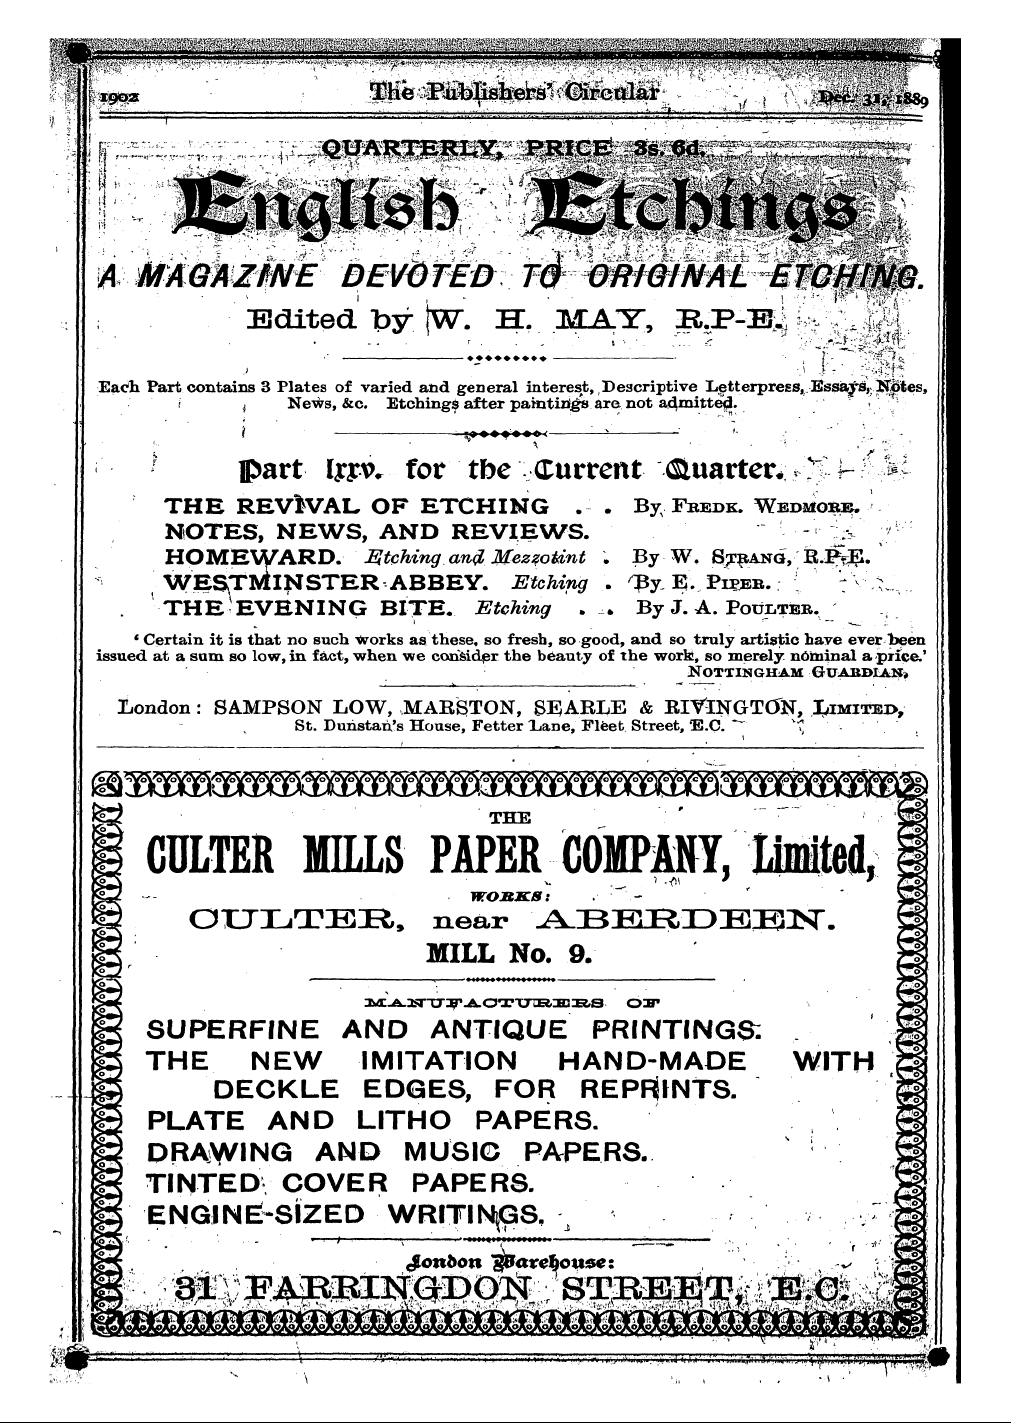 1902 The Publishers' Circular Dec. 31, 1889
QUARTERLY, PRICE 3s. 6d.
English Etchings
A MAGAZINE DEVOTED TO ORIGINAL ETCHING.
Edited by W. H. MAY, R.P-E.
Each Part contains 3 Plates of varied and general interest, Descriptive Letterpress, Essays, Notes,
News, &c. Etchings after paintings are not admitted.
Part lxxv. for the Current Quarter.
THE REVIVAL OF ETCHING . . By FREDK. WEDMORE.
NOTES, NEWS, AND REVIEWS.
HOMEWARD. Etching and Mezzotint . By W. STRANG, R.P-E.
WESTMINSTER ABBEY. Etching . By E. PIPER.
THE EVENING BITE. Etching . . By J. A. POULTER.
'Certain it is that no such works as these, so fresh, so good, and so truly artistic have ever been
issued at a sum so low, in fact, when we consider the beauty of the work, so merely nominal a price.'
NOTTINGHAM GUARDIAN.
London: SAMPSON LOW, MARSTON, SEARLE & RIVINGTON, LIMITED,
St. Dunstan's House, Fetter Lane, Fleet Street, E.C.
THE
CULTER MILLS PAPER COMPANY, Limited,
WORKS:
CULTER, near ABERDEEN.
MILL No. 9.
MANUFACTURERS OF
SUPERFINE AND ANTIQUE PRINTINGS.
THE NEW IMITATION HAND-MADE WITH
DECKLE EDGES, FOR REPRINTS.
PLATE AND LITHO PAPERS.
DRAWING AND MUSIC PAPERS.
TINTED COVER PAPERS.
ENGINE-SIZED WRITINGS.
London Warehouse:
31 FARRINGDON STREET, E.C.